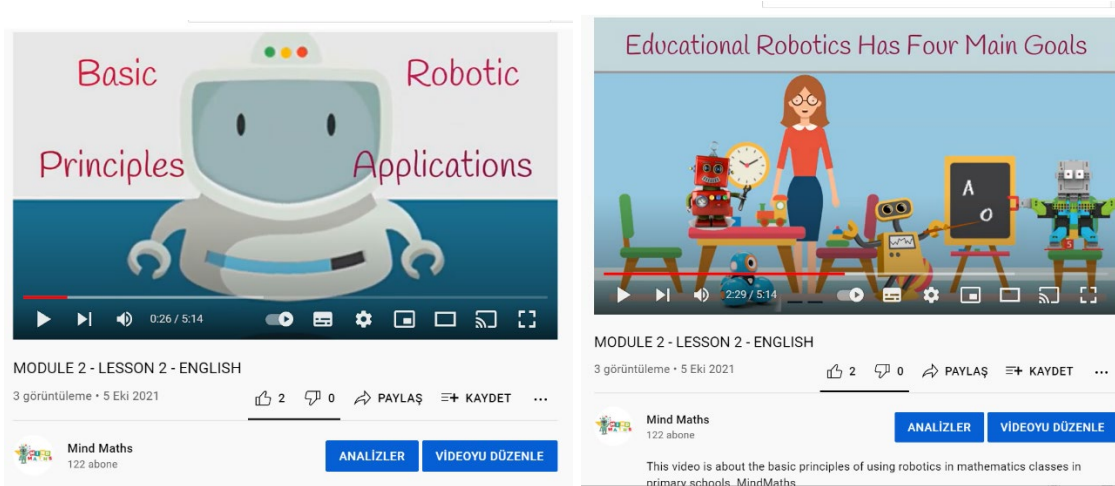 Basic Robotic
Principles Applications
0:26 / 5:14
MODULE 2 - LESSON 2 - ENGLISH
3 görüntüleme • 5 Eki 2021
2 0 PAYLAŞ KAYDET ...
Mind Maths
122 abone
ANALİZLER VİDEOYU DÜZENLE
Educational Robotics Has Four Main Goals
A
O
5
2:29 / 5:14
MODULE 2 - LESSON 2 - ENGLISH
3 görüntüleme • 5 Eki 2021
2 0 PAYLAŞ KAYDET ...
Mind Maths
122 abone
ANALİZLER VİDEOYU DÜZENLE
This video is about the basic principles of using robotics in mathematics classes in
primary schools. MindMaths